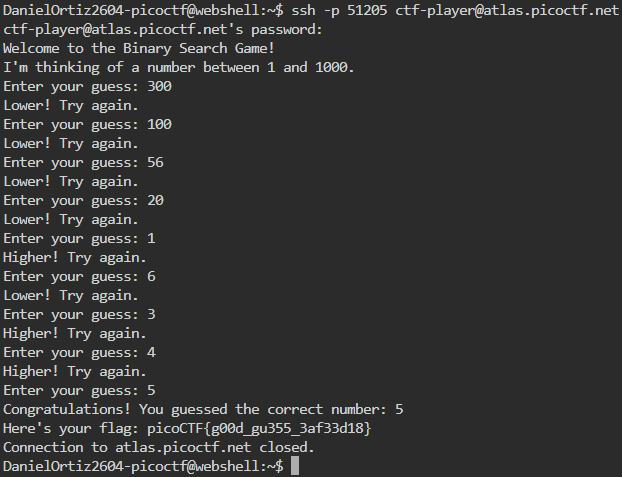 DanielOrtiz2604-picoctf@webshell:~$ ssh -p 51205 ctf-player@atlas.picoctf.net
ctf-player@atlas.picoctf.net's password:
Welcome to the Binary Search Game!
I'm thinking of a number between 1 and 1000.
Enter your guess: 300
Lower! Try again.
Enter your guess: 100
Lower! Try again.
Enter your guess: 56
Lower! Try again.
Enter your guess: 20
Lower! Try again.
Enter your guess: 1
Higher! Try again.
Enter your guess: 6
Lower! Try again.
Enter your guess: 3
Higher! Try again.
Enter your guess: 4
Higher! Try again.
Enter your guess: 5
Congratulations! You guessed the correct number: 5
Here's your flag: picoCTF{g00d_gu355_3af33d18}
Connection to atlas.picoctf.net closed.
DanielOrtiz2604-picoctf@webshell:~$